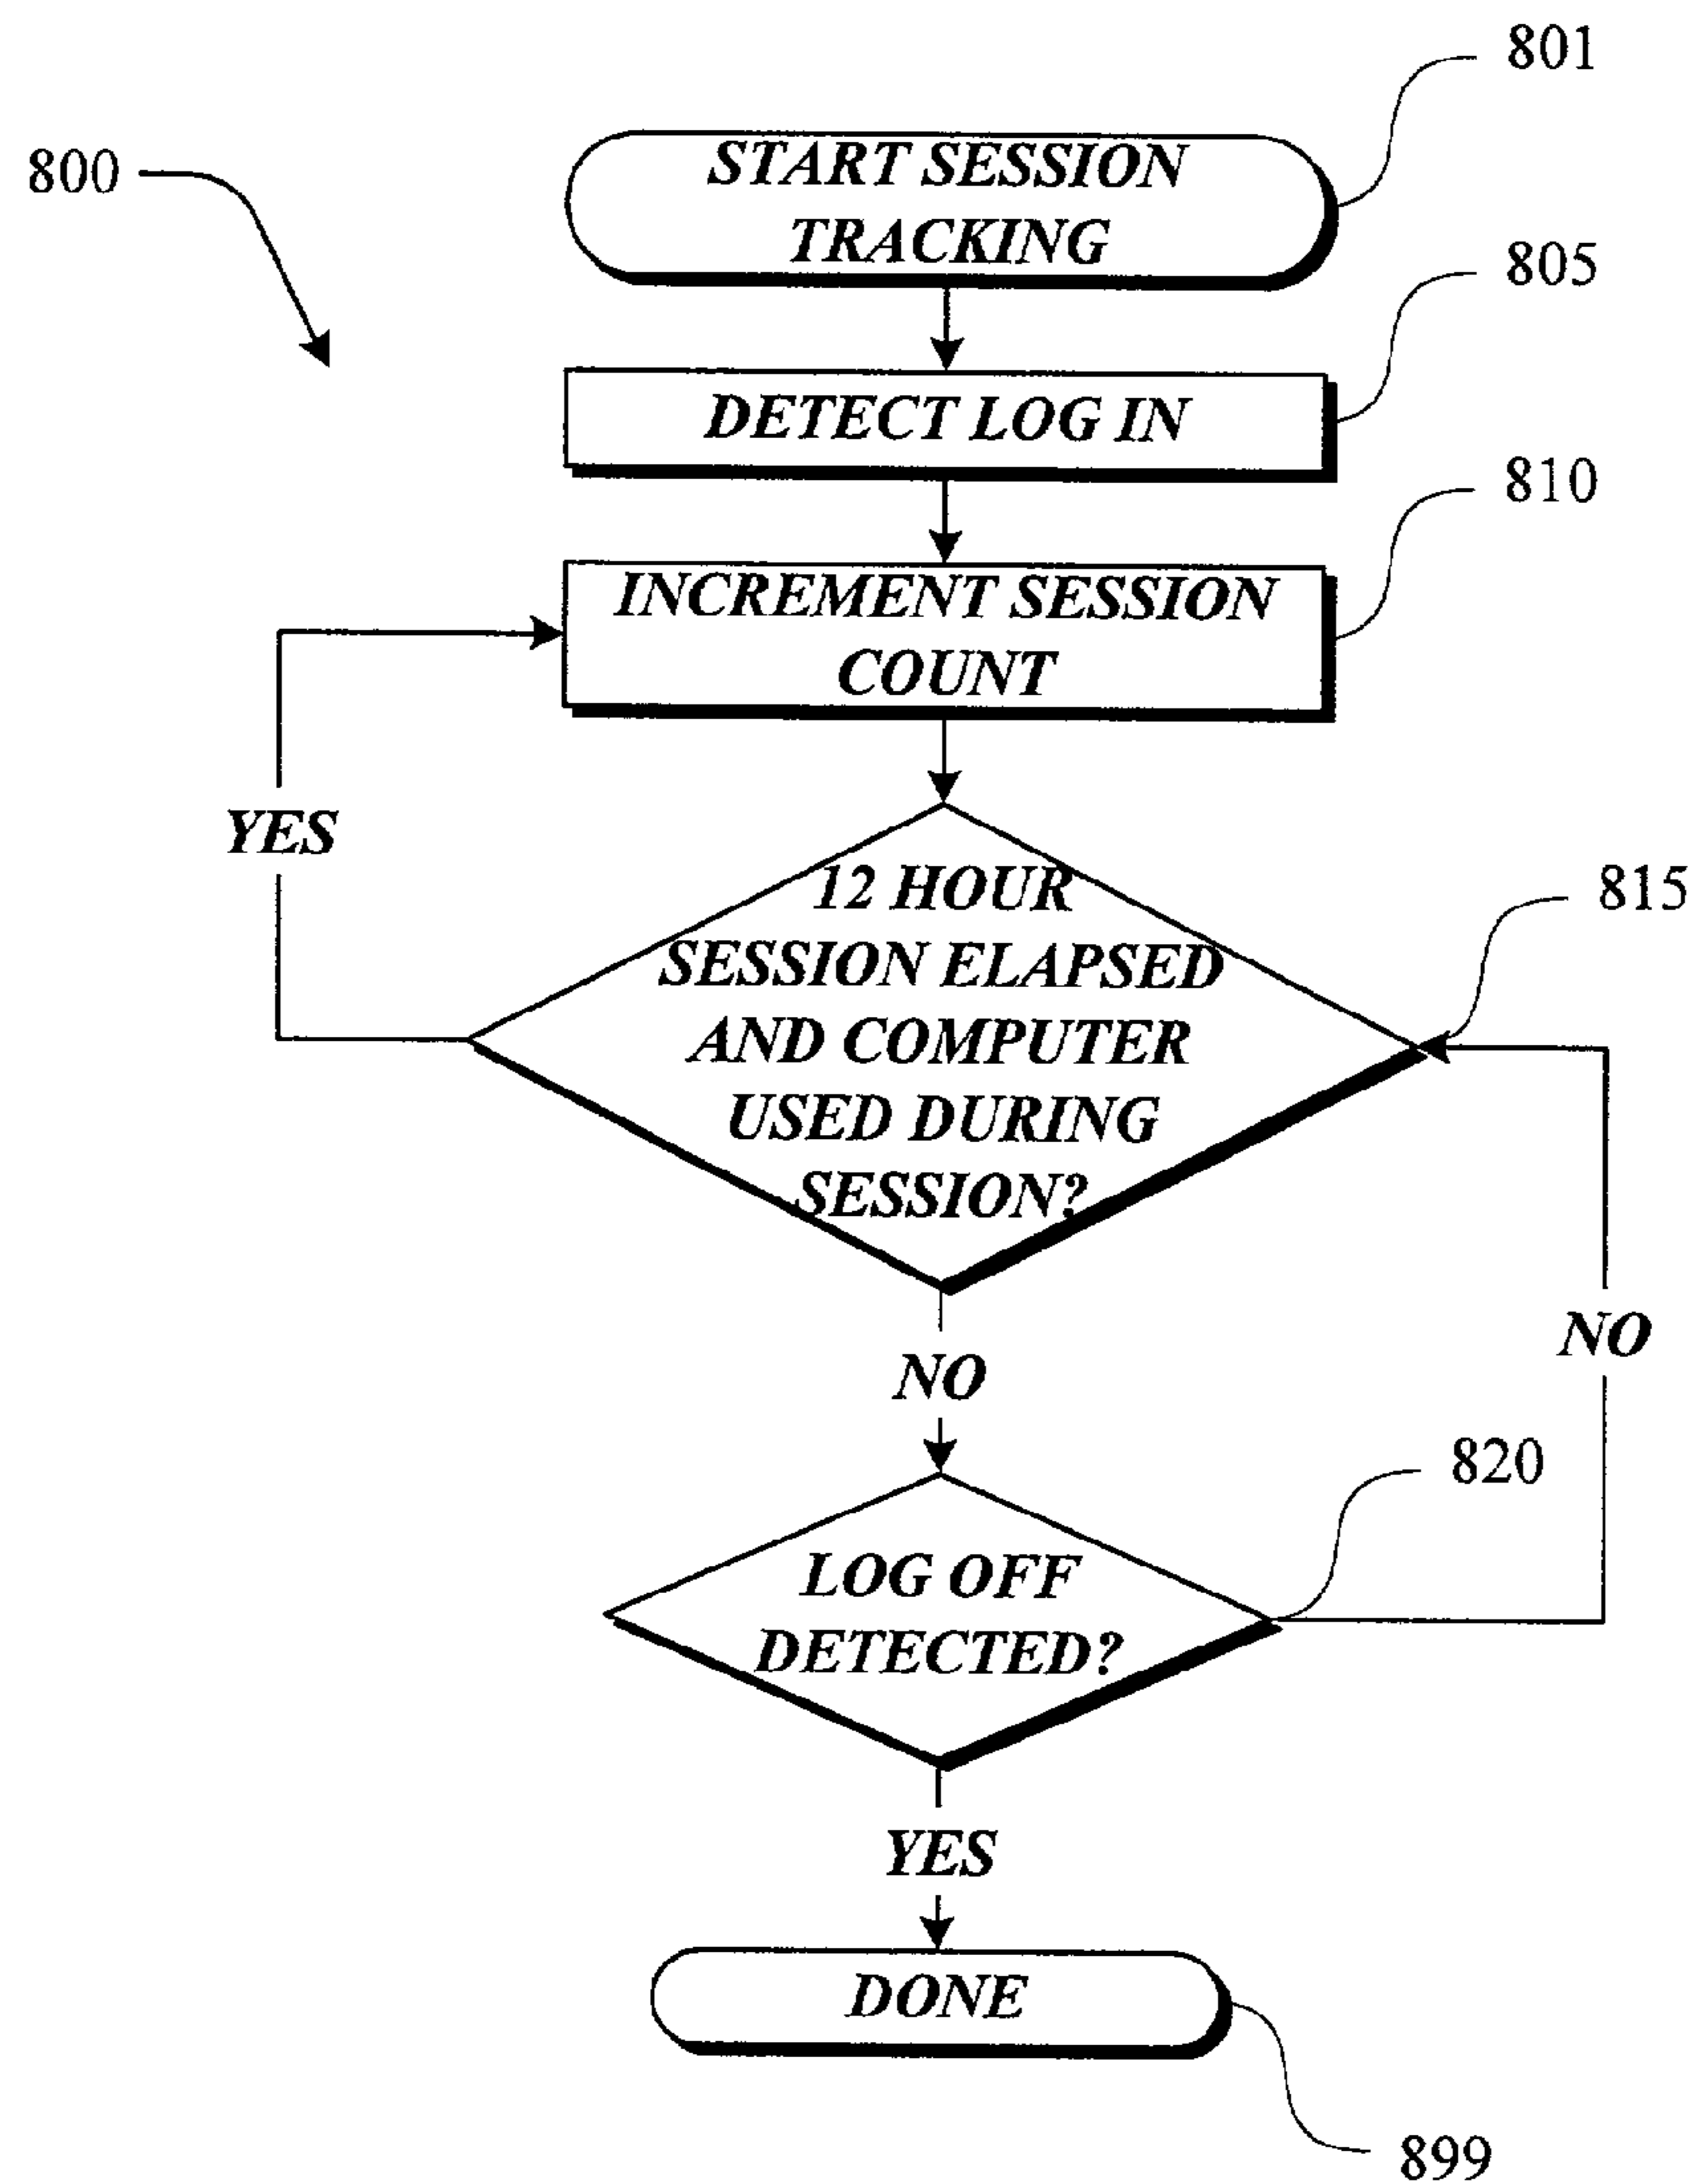 801
800
START SESSION
TRACKING
805
DETECT LOG IN
810
INCREMENT SESSION
COUNT
YES
12 HOUR
SESSION ELAPSED
AND COMPUTER
USED DURING
SESSION?
815
NO
NO
820
LOG OFF
DETECTED?
YES
DONE
899